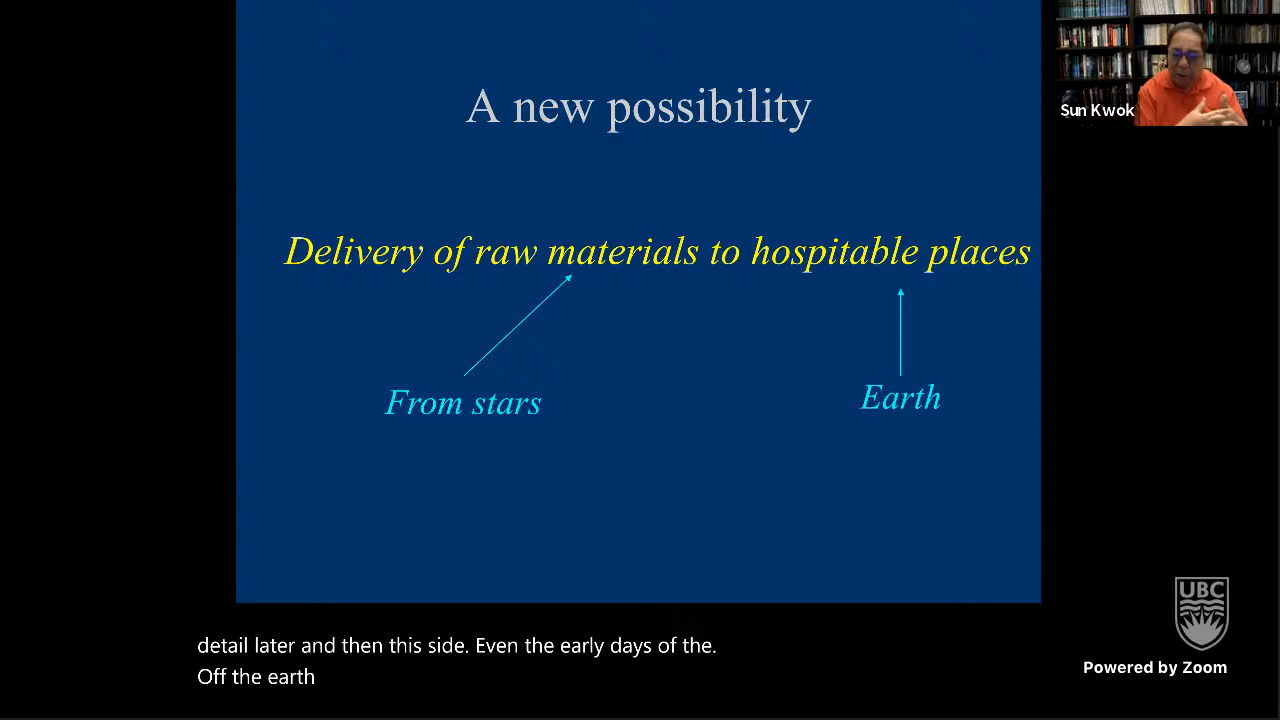 A new possibility
Sun Kwok
Delivery of raw materials to hospitable places
From stars
Earth
UBC
detail later and then this side. Even the early days of the.
Off the earth
Powered by Zoom